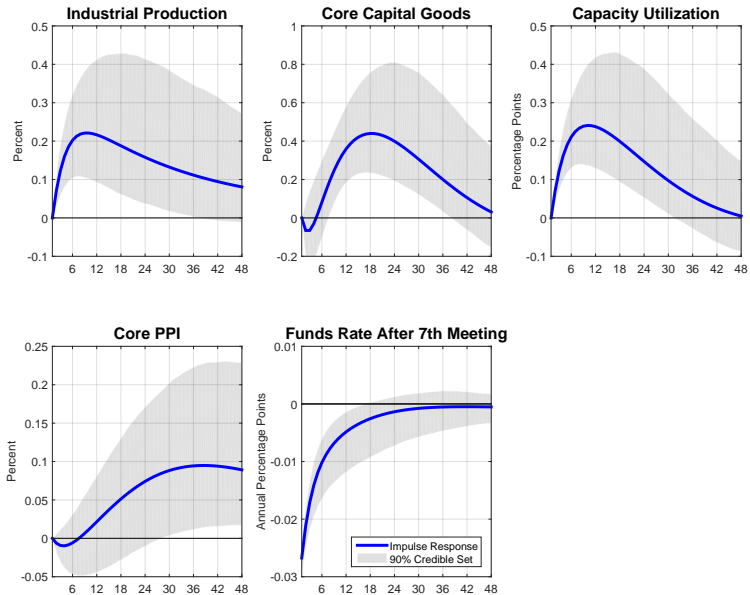 Industrial Production
0.5
0.4
0.3
0.2
0.1
0
-0.1
Percent
6 12 18 24 30 36 42 48
Core Capital Goods
1
0.8
0.6
0.4
0.2
0
-0.2
Percent
6 12 18 24 30 36 42 48
Capacity Utilization
0.5
0.4
0.3
0.2
0.1
0
-0.1
Percentage Points
6 12 18 24 30 36 42 48
Core PPI
0.25
0.2
0.15
0.1
0.05
0
-0.05
Percent
6 12 18 24 30 36 42 48
Funds Rate After 7th Meeting
0.01
0
-0.01
-0.02
-0.03
Annual Percentage Points
Impulse Response
90% Credible Set
6 12 18 24 30 36 42 48